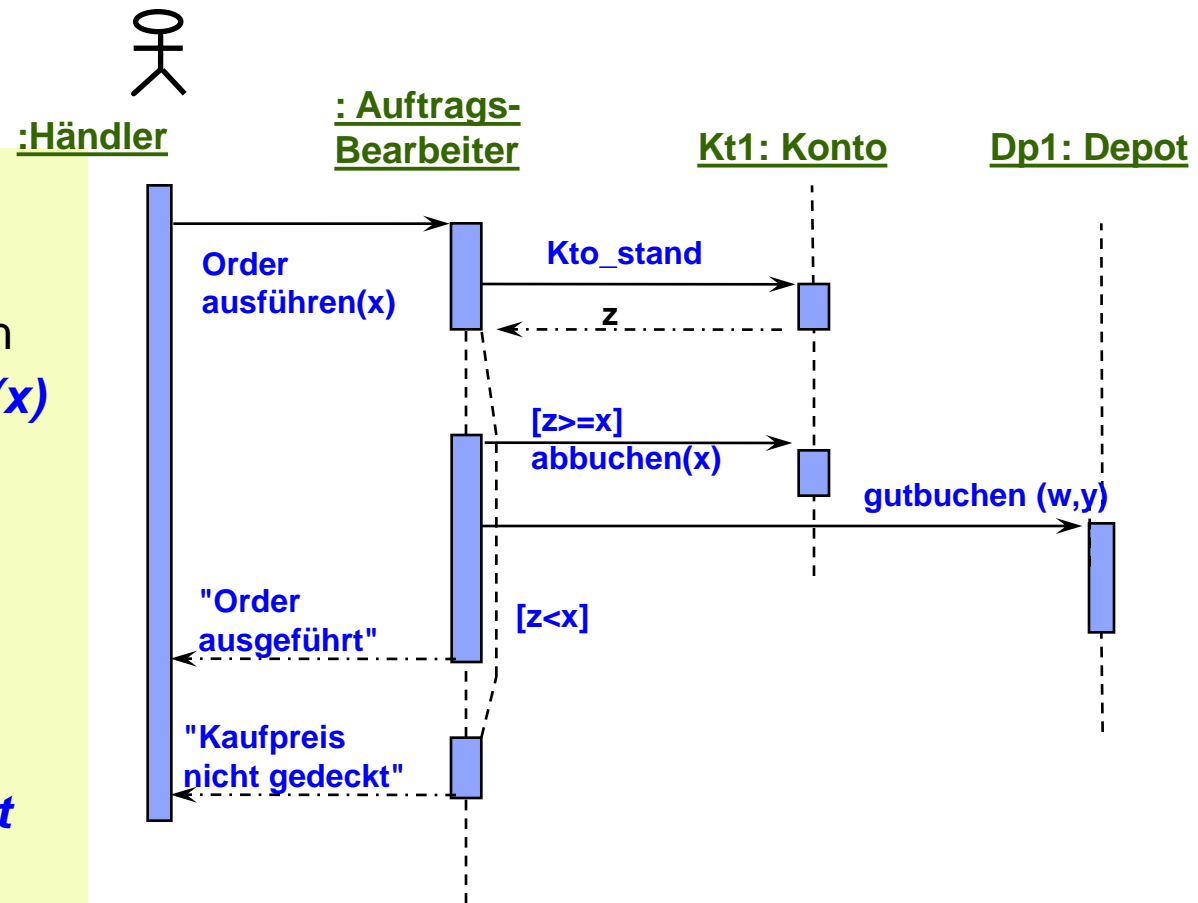 :Händler
: Auftrags-
Bearbeiter
Kt1: Konto
Dp1: Depot
Order
ausführen(x)
Kto_stand
z
[z>=x]
abbuchen(x)
gutbuchen (w,y)
"Order
ausgeführt"
[z<x]
"Kaufpreis
nicht gedeckt"
n
(x)
t